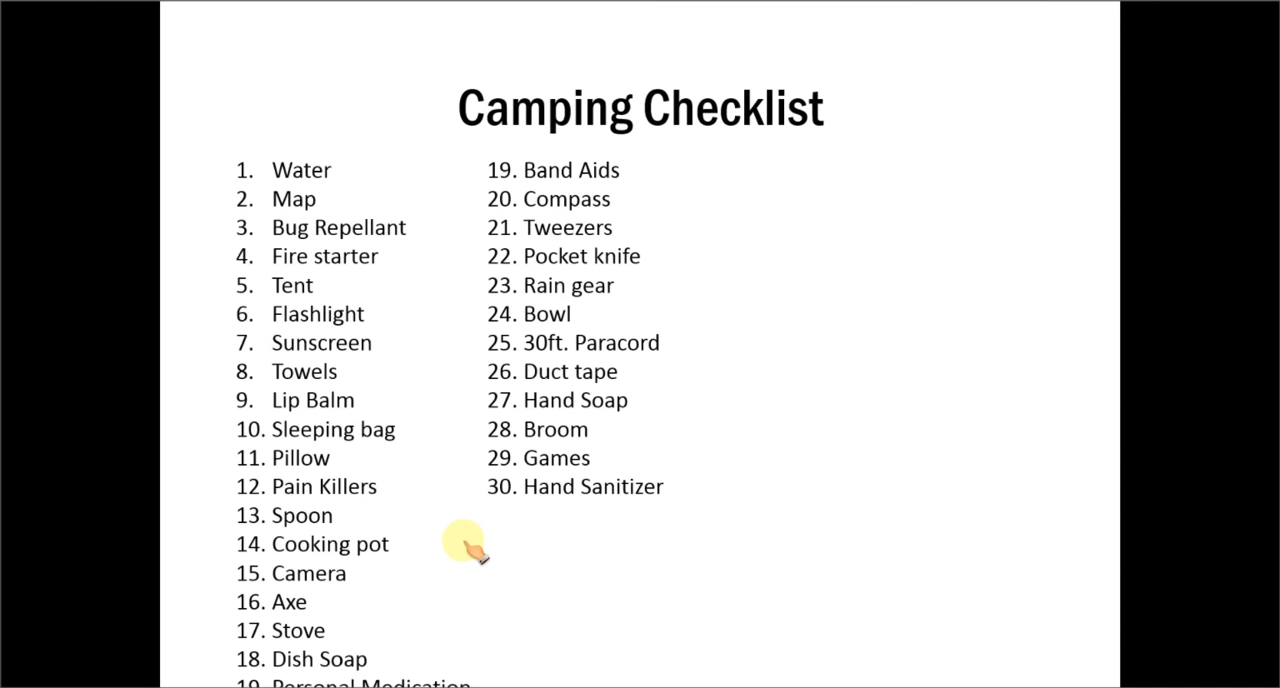 Camping Checklist
1. Water
2. Map
3. Bug Repellant
4. Fire starter
5. Tent
6. Flashlight
7. Sunscreen
8. Towels
9. Lip Balm
10. Sleeping bag
11. Pillow
12. Pain Killers
13. Spoon
14. Cooking pot
15. Camera
16. Axe
17. Stove
18. Dish Soap
19. Personal Medication
19. Band Aids
20. Compass
21. Tweezers
22. Pocket knife
23. Rain gear
24. Bowl
25. 30ft. Paracord
26. Duct tape
27. Hand Soap
28. Broom
29. Games
30. Hand Sanitizer